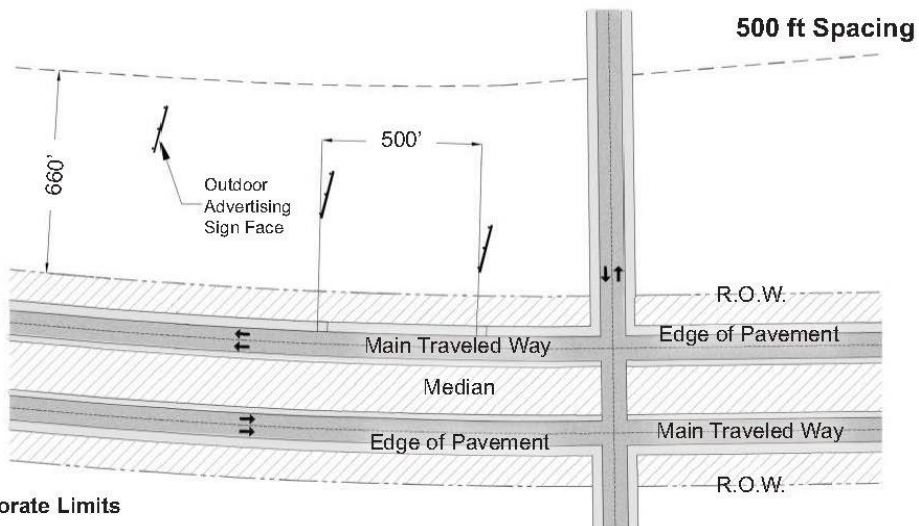 500 ft Spacing
500'
660'
Outdoor
Advertising
Sign Face
R.O.W.
Edge of Pavement
Main Traveled Way
Median
Edge of Pavement
Main Traveled Way
R.O.W.
orate Limits